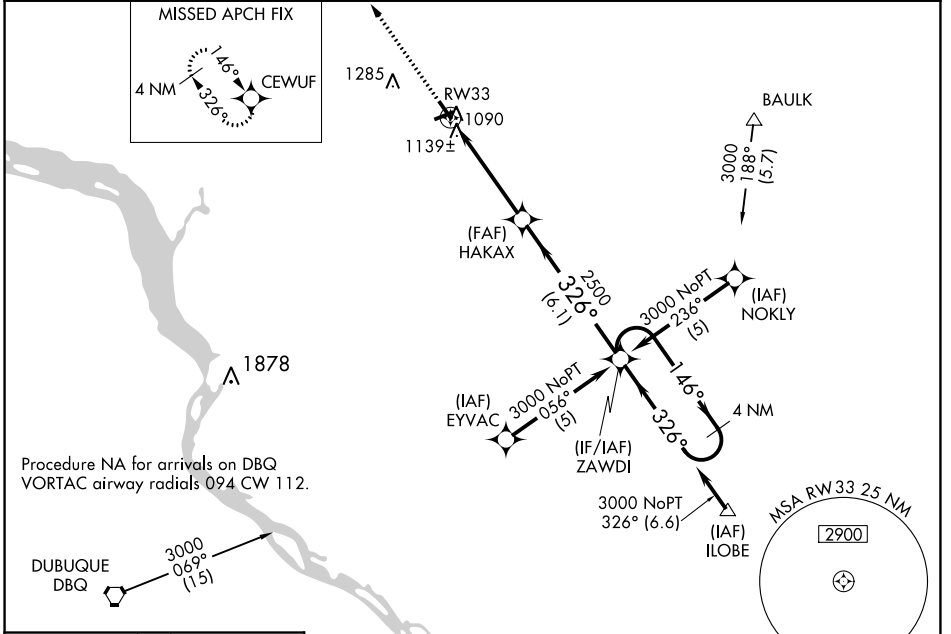 MISSED APCH FIX
146°
CEWUF
4 NM
326°
1285
RW33
1090
1139±
BAULK
3000
188°
(5.7)
(FAF)
HAKAX
2500
326°
(6.1)
3000 NoPT
236°
(5)
(IAF)
NOKLY
1878
(IAF)
EYVAC
3000 NoPT
056°
(5)
146°
4 NM
326°
(IF/IAF)
ZAWDI
Procedure NA for arrivals on DBQ
VORTAC airway radials 094 CW 112.
3000 NoPT
326° (6.6)
(IAF)
ILOBE
MSA RW33 25 NM
2900
DUBUQUE
DBQ
3000
069°
(15)